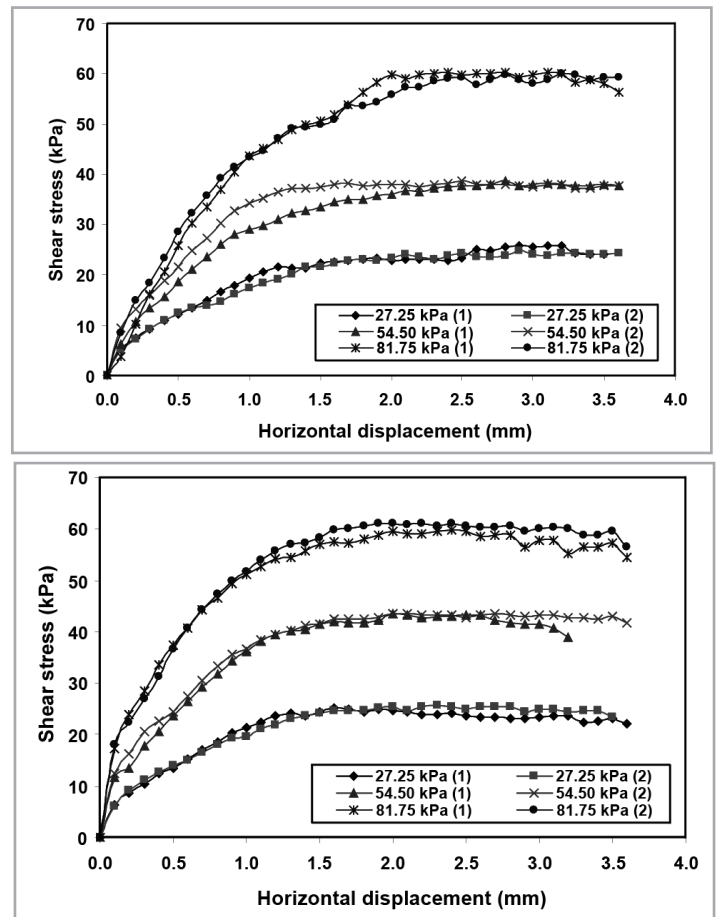 70
60
50
40
30
20
10
0
Shear stress (kPa)
27.25 kPa (1) 27.25 kPa (2)
54.50 kPa (1) 54.50 kPa (2)
81.75 kPa (1) 81.75 kPa (2)
0.0 0.5 1.0 1.5 2.0 2.5 3.0 3.5 4.0
Horizontal displacement (mm)
70
60
50
40
30
20
10
0
Shear stress (kPa)
27.25 kPa (1) 27.25 kPa (2)
54.50 kPa (1) 54.50 kPa (2)
81.75 kPa (1) 81.75 kPa (2)
0.0 0.5 1.0 1.5 2.0 2.5 3.0 3.5 4.0
Horizontal displacement (mm)